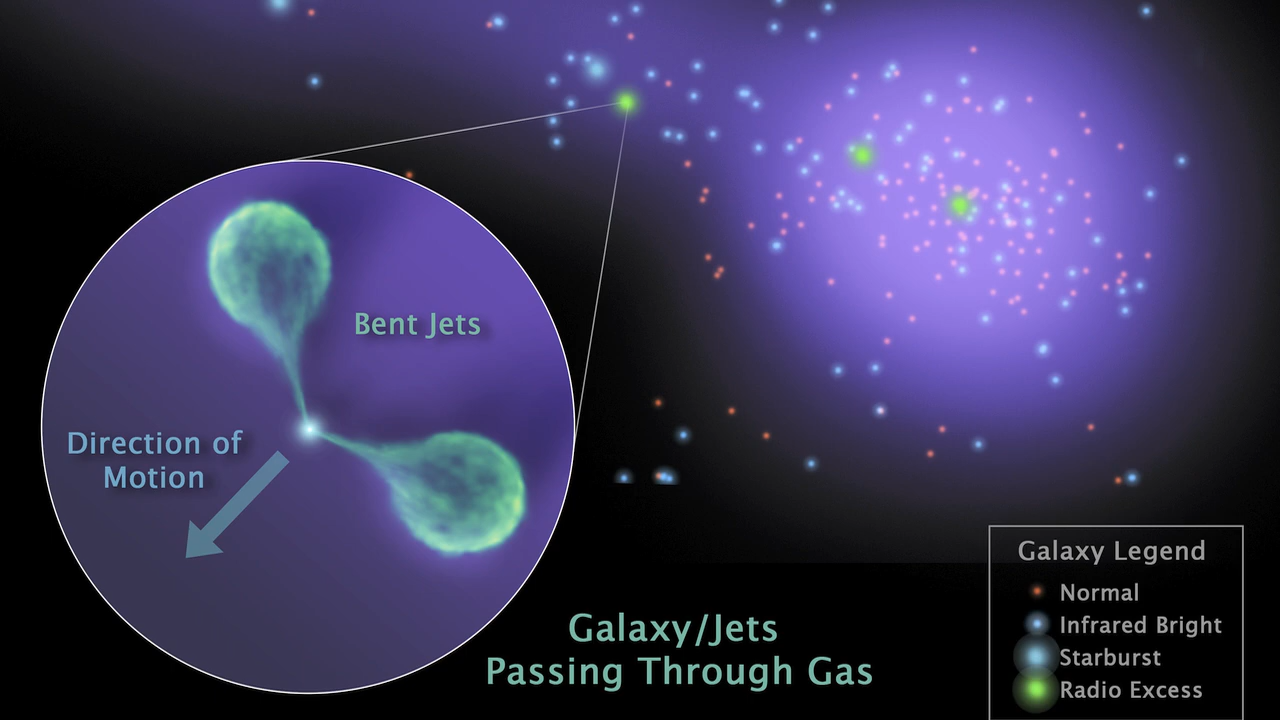 Bent Jets
Direction of
Motion
Galaxy/Jets
Passing Through Gas
Galaxy Legend
Normal
Infrared Bright
Starburst
Radio Excess